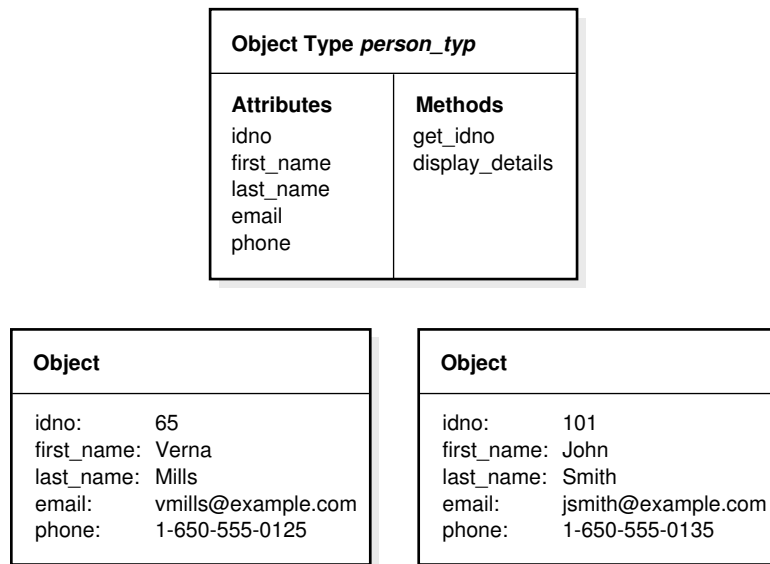 Object Type person_typ
Attributes
idno
first_name
last_name
email
phone
Methods
get_idno
display_details
Object
idno: 65
first_name: Verna
last_name: Mills
email: vmills@example.com
phone: 1-650-555-0125
Object
idno: 101
first_name: John
last_name: Smith
email: jsmith@example.com
phone: 1-650-555-0135